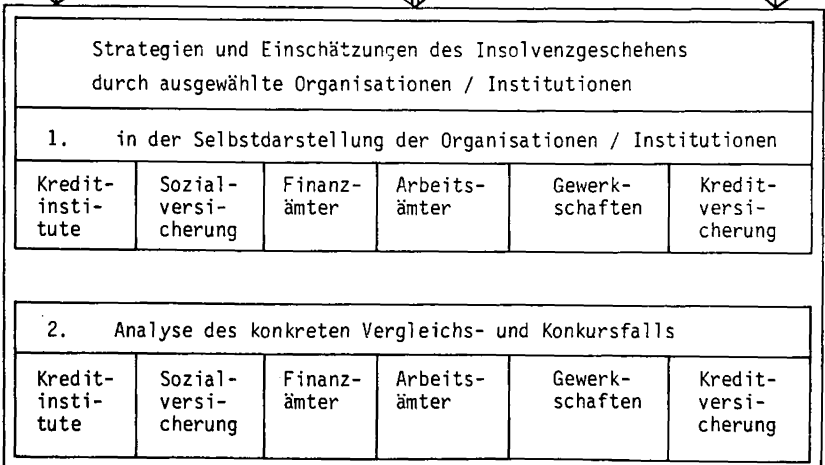 Strategien und Einschätzungen des Insolvenzgeschehens
durch ausgewählte Organisationen / Institutionen
1. in der Selbstdarstellung der Organisationen / Institutionen
Kredit- Sozial- Finanz- Arbeits- Gewerk- Kredit-
insti- versi- ämter ämter schaften versi-
tute cherung cherung
2. Analyse des konkreten Vergleichs- und Konkursfalls
Kredit- Sozial- Finanz- Arbeits- Gewerk- Kredit-
insti- versi- ämter ämter schaften versi-
tute cherung cherung